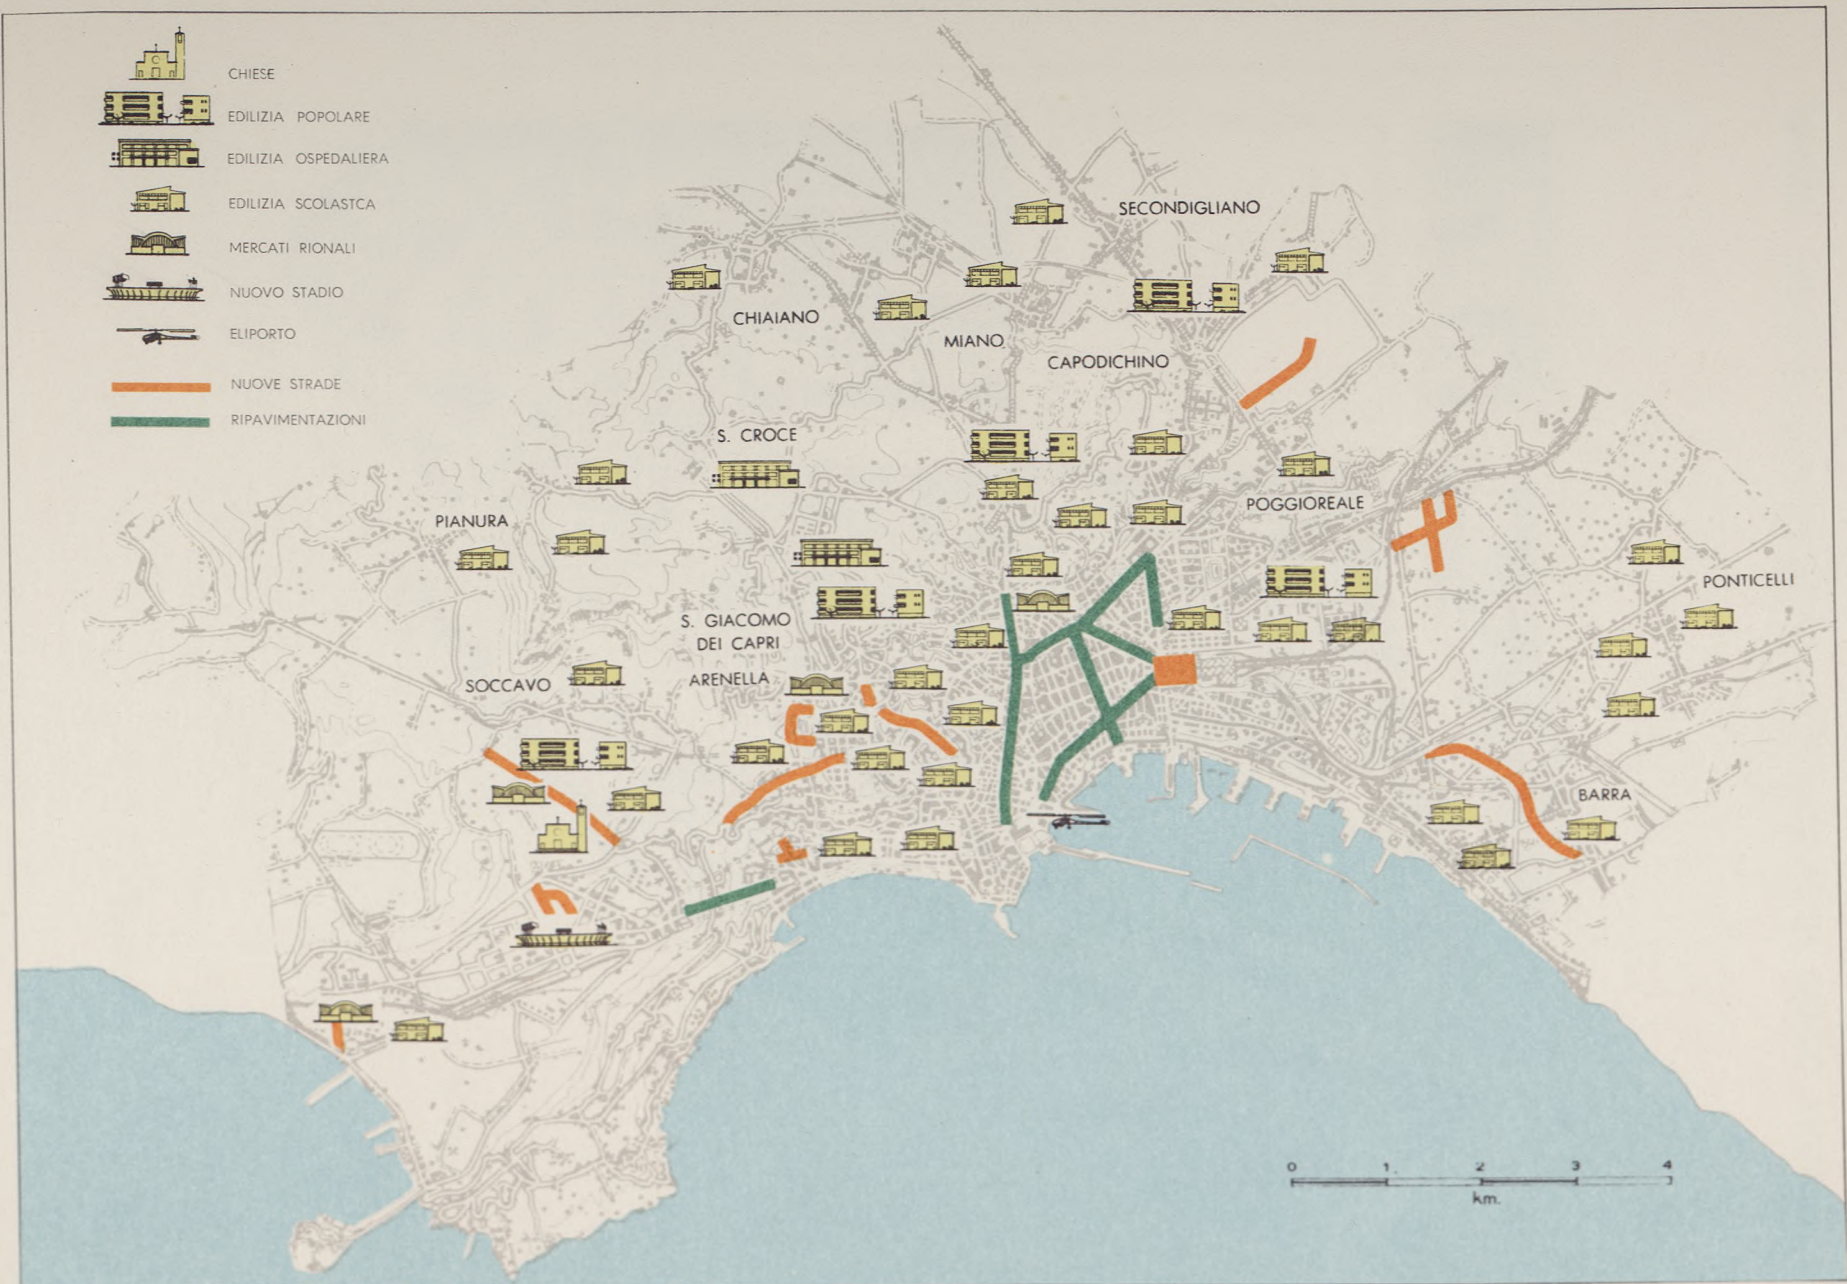 CHIESE
EDILIZIA POPOLARE
EDILIZIA OSPEDALIERA
EDILIZIA SCOLASTCA
MERCATI RIONALI
NUOVO STADIO
ELIPORTO
NUOVE STRADE
RIPAVIMENTAZIONI
SECONDIGLIANO
CHIAIANO
MIANO
CAPODICHINO
S. CROCE
POGGIOREALE
PIANURA
PONTICELLI
S. GIACOMO
DEI CAPRI
ARENELLA
SOCCAVO
BARRA
0 1 2 3 4
km.